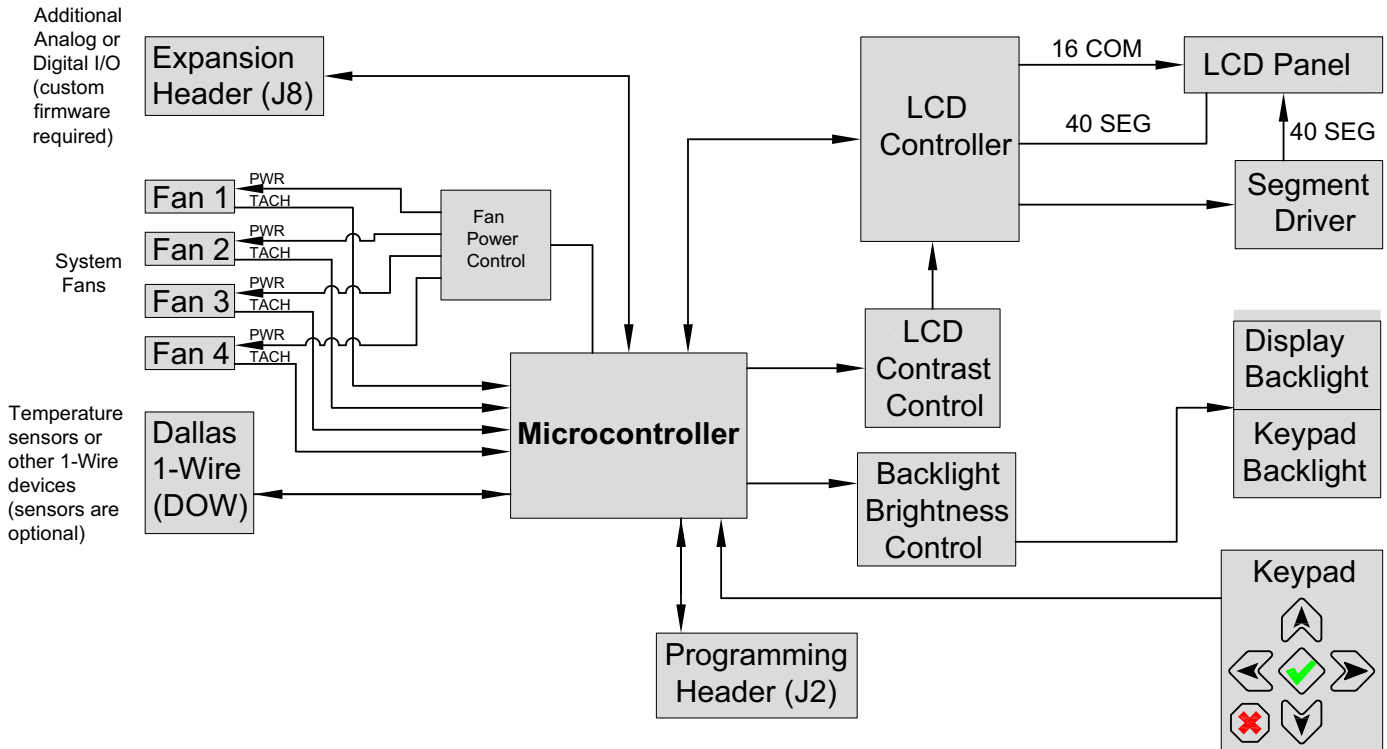 Additional
Analog or
Digital I/O
(custom
firmware
required)
Expansion
Header (J8)
LCD
Controller
16 COM
LCD Panel
40 SEG
40 SEG
Segment
Driver
System
Fans
Fan 1
PWR
TACH
Fan 2
PWR
TACH
Fan 3
PWR
TACH
Fan 4
PWR
TACH
Fan
Power
Control
LCD
Contrast
Control
Display
Backlight
Keypad
Backlight
Microcontroller
Temperature
sensors or
other 1-Wire
devices
(sensors are
optional)
Dallas
1-Wire
(DOW)
Backlight
Brightness
Control
Programming
Header (J2)
Keypad